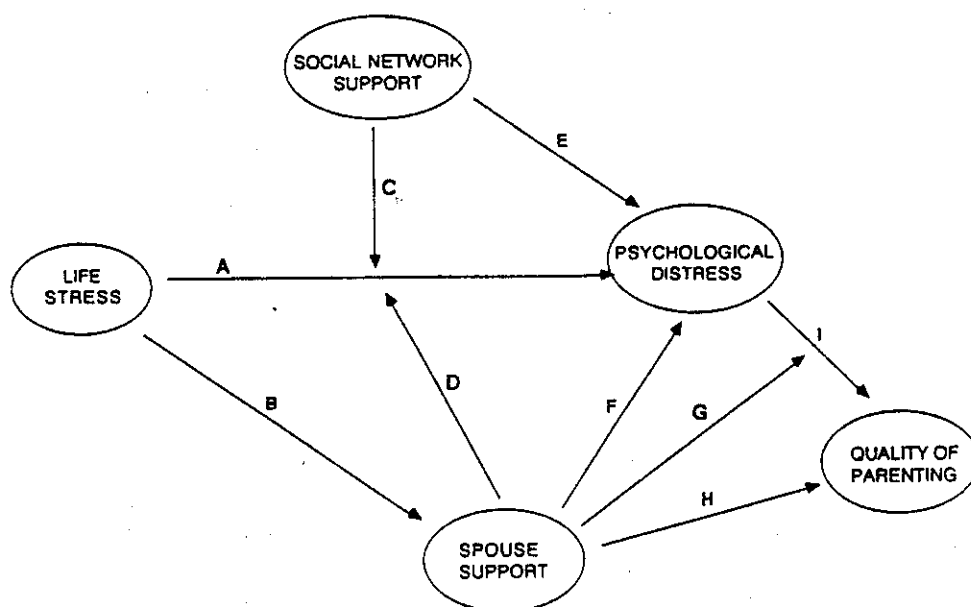 SOCIAL NETWORK
SUPPORT
E
C
PSYCHOLOGICAL
DISTRESS
A
LIFE
STRESS
I
D
B
F
G
QUALITY OF
PARENTING
H
SPOUSE
SUPPORT